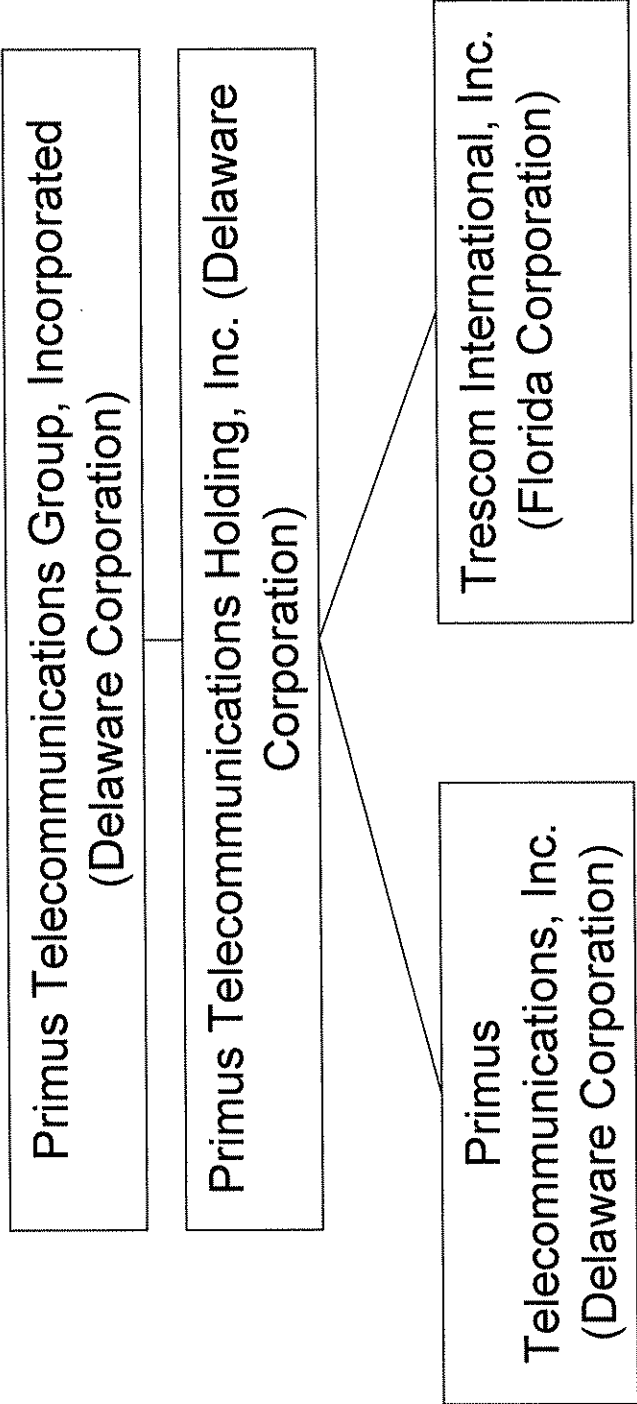 Primus Telecommunications Group, Incorporated
(Delaware Corporation)
Primus Telecommunications Holding, Inc. (Delaware
Corporation)
Primus
Telecommunications, Inc.
(Delaware Corporation)
Trescom International, Inc.
(Florida Corporation)